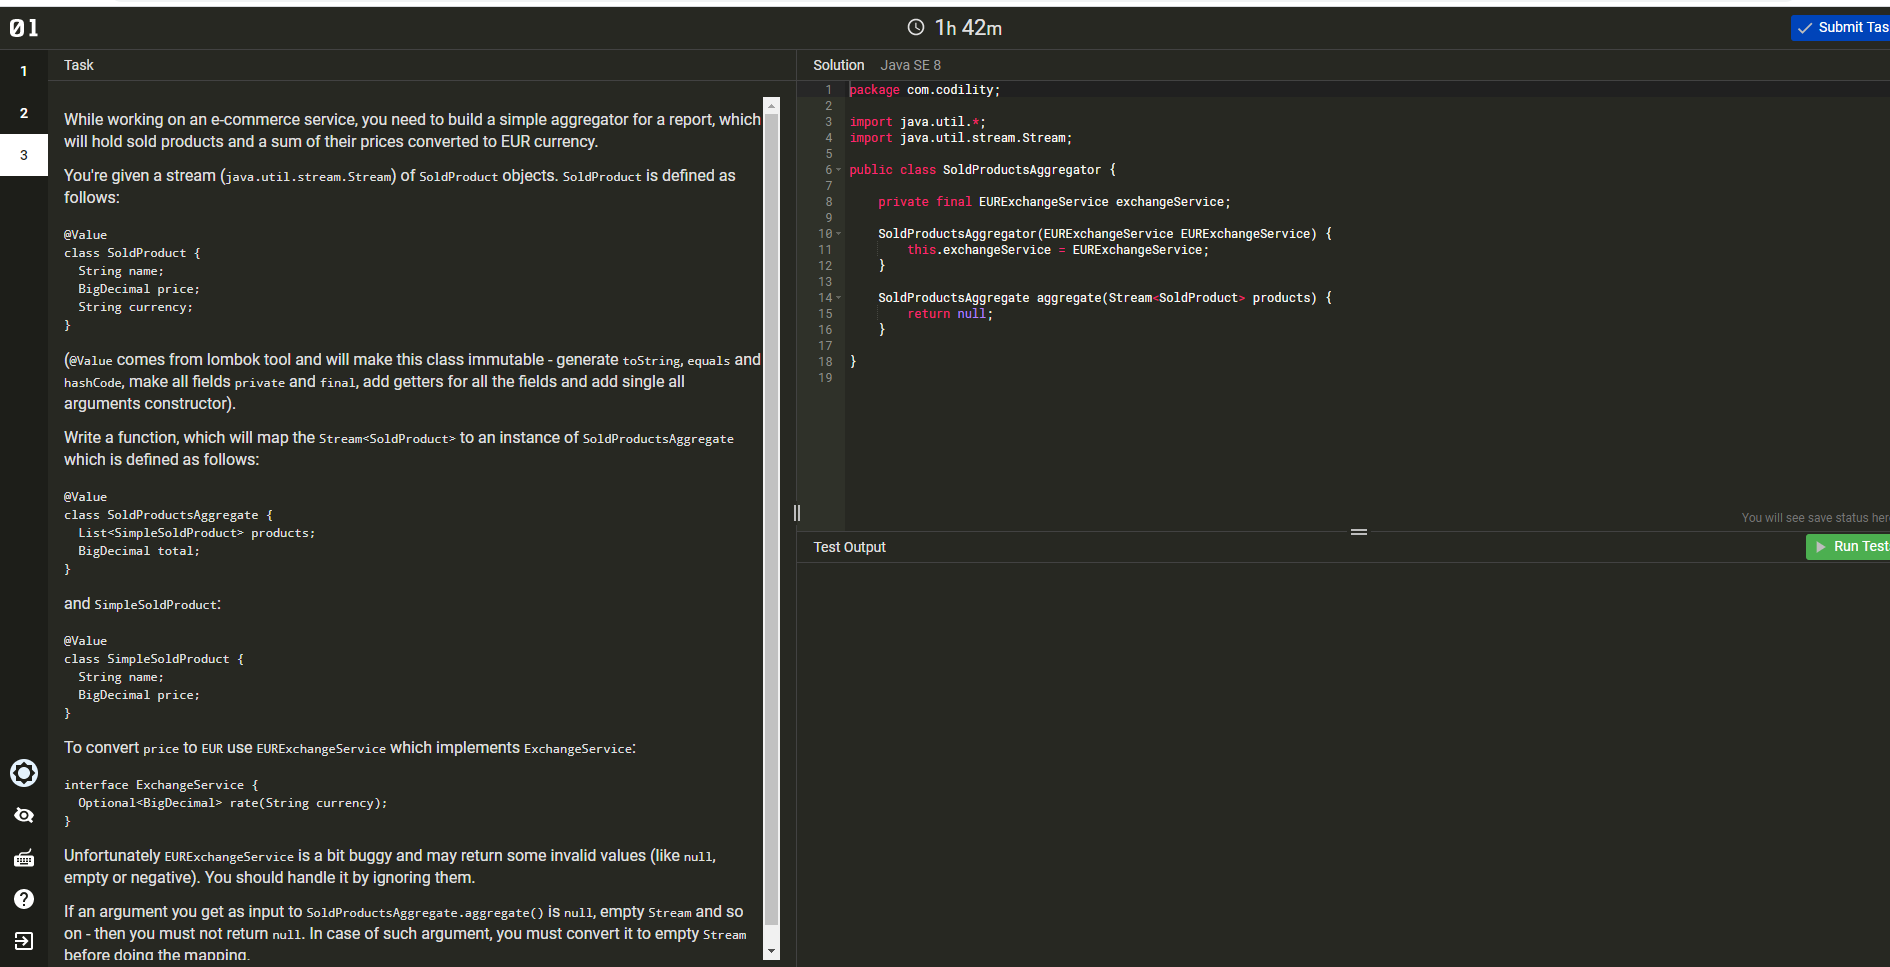 01
1h 42m
Submit Tas
1
2
3
Task
While working on an e-commerce service, you need to build a simple aggregator for a report, which
will hold sold products and a sum of their prices converted to EUR currency.
You're given a stream (java.util.stream.Stream) of SoldProduct objects. SoldProduct is defined as
follows:
@Value
class SoldProduct {
  String name;
  BigDecimal price;
  String currency;
}
(@Value comes from lombok tool and will make this class immutable - generate toString, equals and
hashCode, make all fields private and final, add getters for all the fields and add single all
arguments constructor).
Write a function, which will map the Stream<SoldProduct> to an instance of SoldProductsAggregate
which is defined as follows:
@Value
class SoldProductsAggregate {
  List<SimpleSoldProduct> products;
  BigDecimal total;
}
and SimpleSoldProduct:
@Value
class SimpleSoldProduct {
  String name;
  BigDecimal price;
}
To convert price to EUR use EURExchangeService which implements ExchangeService:
interface ExchangeService {
  Optional<BigDecimal> rate(String currency);
}
Unfortunately EURExchangeService is a bit buggy and may return some invalid values (like null,
empty or negative). You should handle it by ignoring them.
If an argument you get as input to SoldProductsAggregate.aggregate() is null, empty Stream and so
on - then you must not return null. In case of such argument, you must convert it to empty Stream
before doing the mapping.
Solution Java SE 8
1 package com.codility;
2
3 import java.util.*;
4 import java.util.stream.Stream;
5
6 public class SoldProductsAggregator {
7
8     private final EURExchangeService exchangeService;
9
10     SoldProductsAggregator(EURExchangeService EURExchangeService) {
11         this.exchangeService = EURExchangeService;
12     }
13
14     SoldProductsAggregate aggregate(Stream<SoldProduct> products) {
15         return null;
16     }
17
18 }
19
You will see save status her
Test Output
Run Test